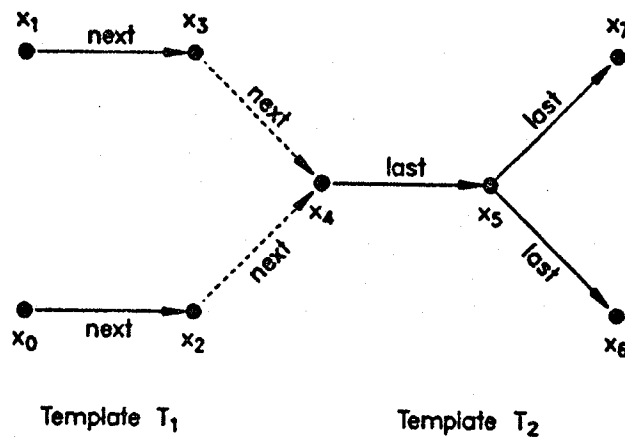 x₁ next x₃ x₇
next last
last
x₄ x₅
next last
x₀ next x₂ x₆
Template T₁ Template T₂